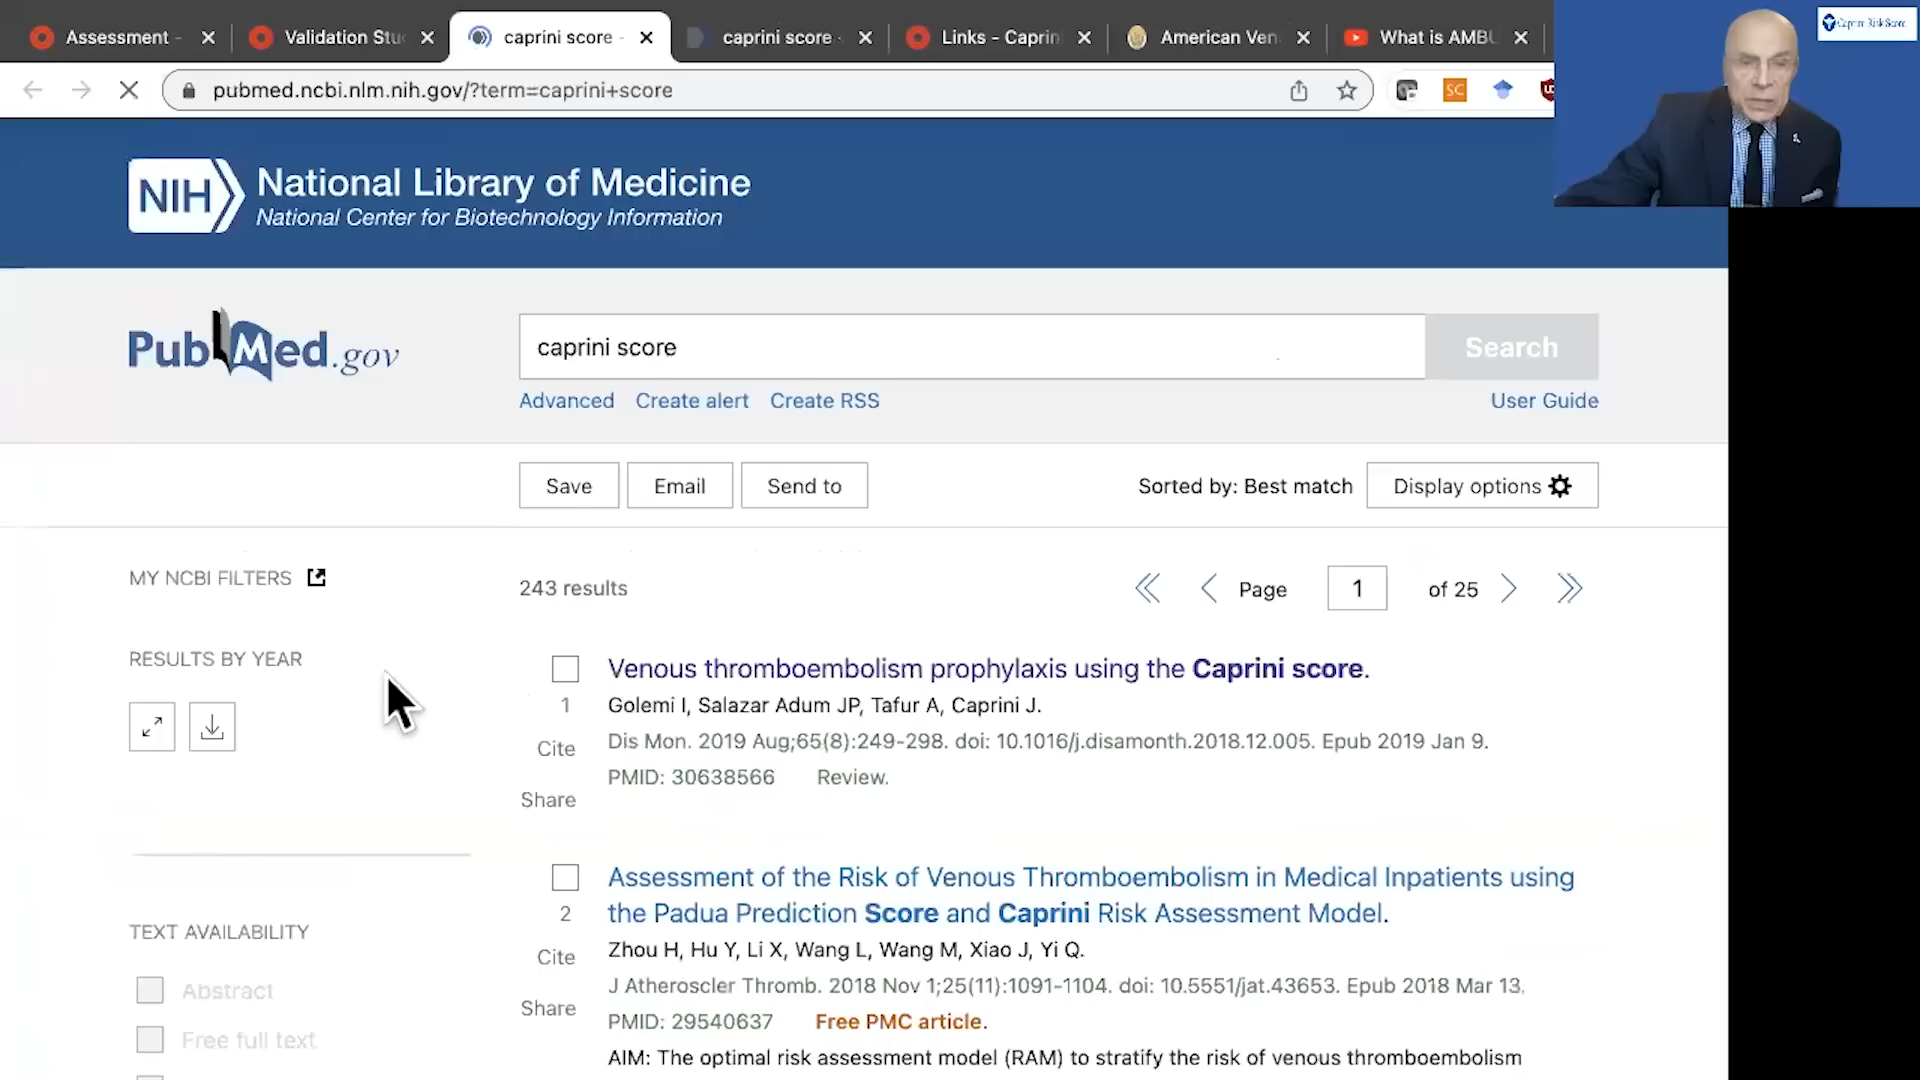 Assessment -
Validation Stu
caprini score -
caprini score -
Links - Caprin
American Ven
What is AMBU
Caprini Risk Score
pubmed.ncbi.nlm.nih.gov/?term=caprini+score
SC
NIH
National Library of Medicine
National Center for Biotechnology Information
PubMed.gov
caprini score
Search
Advanced
Create alert
Create RSS
User Guide
Save
Email
Send to
Sorted by: Best match
Display options
MY NCBI FILTERS
243 results
Page
1
of 25
RESULTS BY YEAR
Venous thromboembolism prophylaxis using the Caprini score.
1
Golemi I, Salazar Adum JP, Tafur A, Caprini J.
Cite
Dis Mon. 2019 Aug;65(8):249-298. doi: 10.1016/j.disamonth.2018.12.005. Epub 2019 Jan 9.
PMID: 30638566 Review.
Share
Assessment of the Risk of Venous Thromboembolism in Medical Inpatients using
2
the Padua Prediction Score and Caprini Risk Assessment Model.
Zhou H, Hu Y, Li X, Wang L, Wang M, Xiao J, Yi Q.
Cite
J Atheroscler Thromb. 2018 Nov 1;25(11):1091-1104. doi: 10.5551/jat.43653. Epub 2018 Mar 13.
Share
PMID: 29540637 Free PMC article.
AIM: The optimal risk assessment model (RAM) to stratify the risk of venous thromboembolism
TEXT AVAILABILITY
Abstract
Free full text